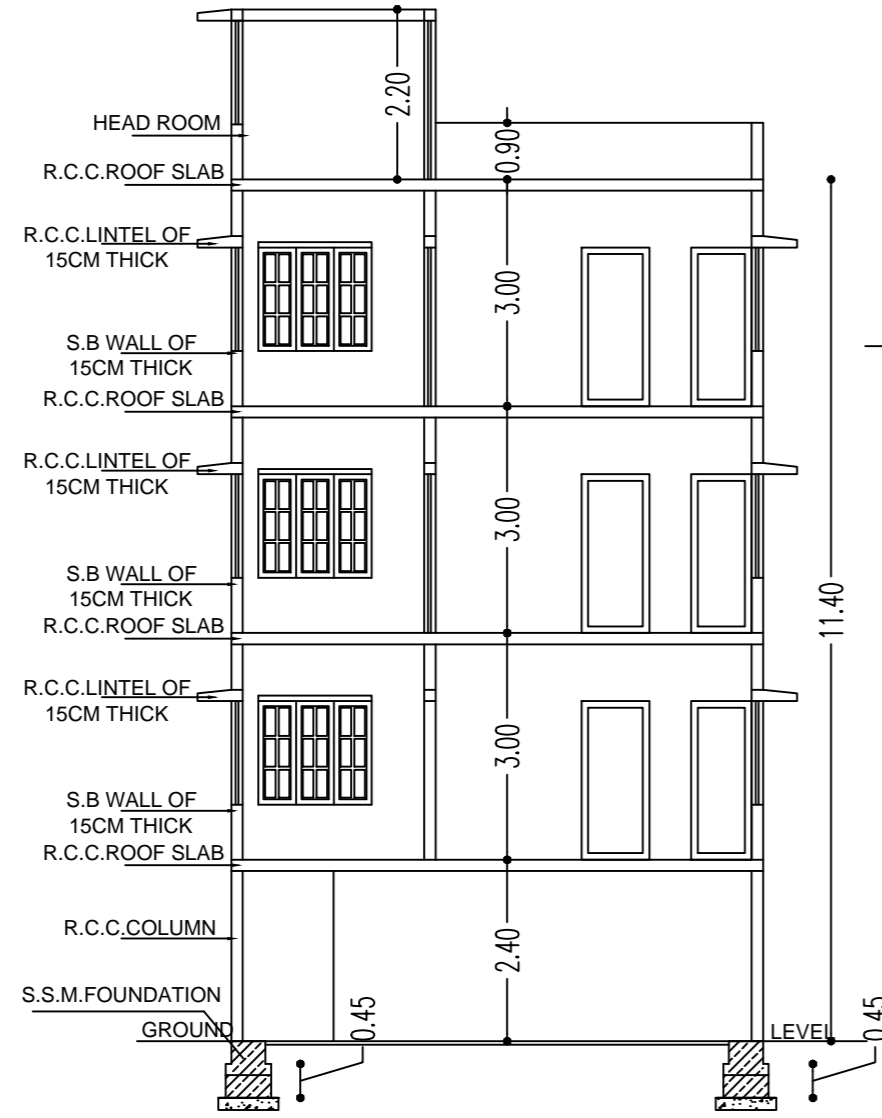 2.20
HEAD ROOM
0.90
R.C.C.ROOF SLAB
R.C.C.LINTEL OF
15CM THICK
3.00
S.B WALL OF
15CM THICK
R.C.C.ROOF SLAB
R.C.C.LINTEL OF
15CM THICK
3.00
S.B WALL OF
15CM THICK
11.40
R.C.C.ROOF SLAB
R.C.C.LINTEL OF
15CM THICK
3.00
S.B WALL OF
15CM THICK
R.C.C.ROOF SLAB
R.C.C.COLUMN
2.40
S.S.M.FOUNDATION
0.45
0.45
GROUND
LEVEL